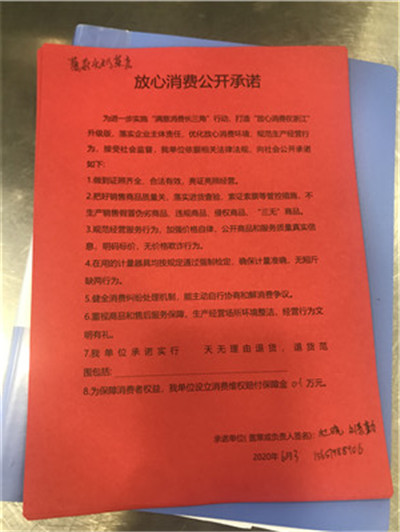 放心消费公开承诺
为进一步实施“满意消费长三角”行动，打造“放心消费在浙江”
升级版，落实企业主体责任，优化放心消费环境，规范生产经营行
为，接受社会监督，我单位依据相关法律法规，向社会公开承诺
如下：
1.做到证照齐全、合法有效，亮证亮照经营。
2.把好销售商品质量关，落实进货查验、索证索票等管控措施，不
生产销售假冒伪劣商品、违规商品、侵权商品、“三无”商品。
3.规范经营服务行为，加强价格自律，公开商品和服务质量真实信
息，明码标价，无价格欺诈行为。
4.在用的计量器具均按规定通过强制检定，确保计量准确，无短斤
缺两行为。
5.健全消费纠纷处理机制，能主动自行协商和解消费争议。
6.重视商品和售后服务保障，生产经营场所环境整洁，经营行为文
明有礼。
7.我单位承诺实行 天无理由退货，退货范
围包括：
8.为保障消费者权益，我单位设立消费维权赔付保障金 0.1 万元。
承诺单位（盖章或负责人签名）：
2020年 6月3